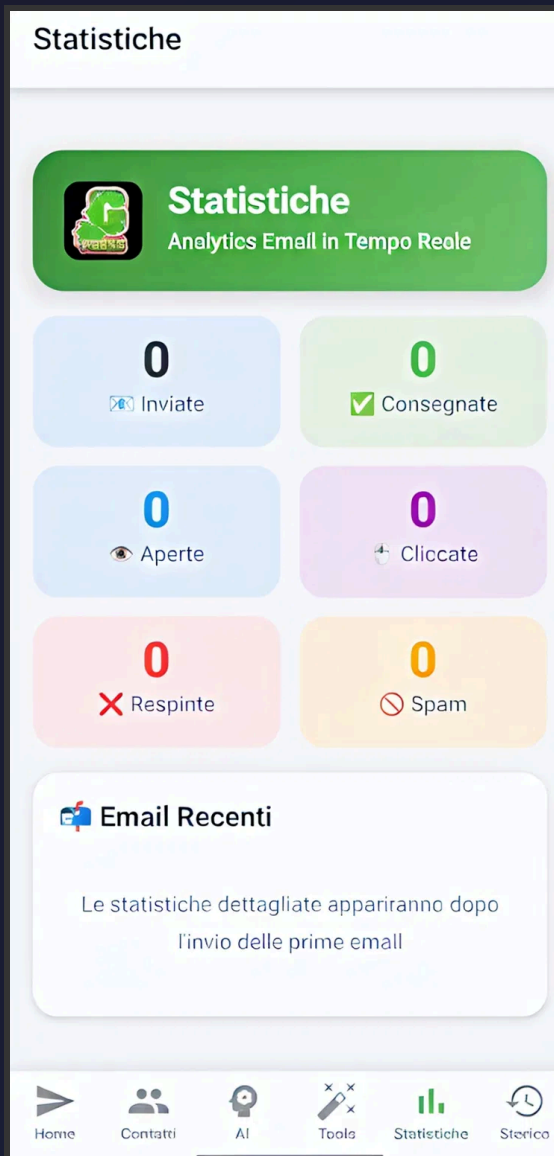 Statistiche
Statistiche
Analytics Email in Tempo Reale
0
0
📧 Inviate
✅ Consegnate
0
0
👁️ Aperte
🖱️ Cliccate
0
0
❌ Respinte
🚫 Spam
📬 Email Recenti
Le statistiche dettagliate appariranno dopo
l'invio delle prime email
Home Contatti AI Tools Statistiche Storico